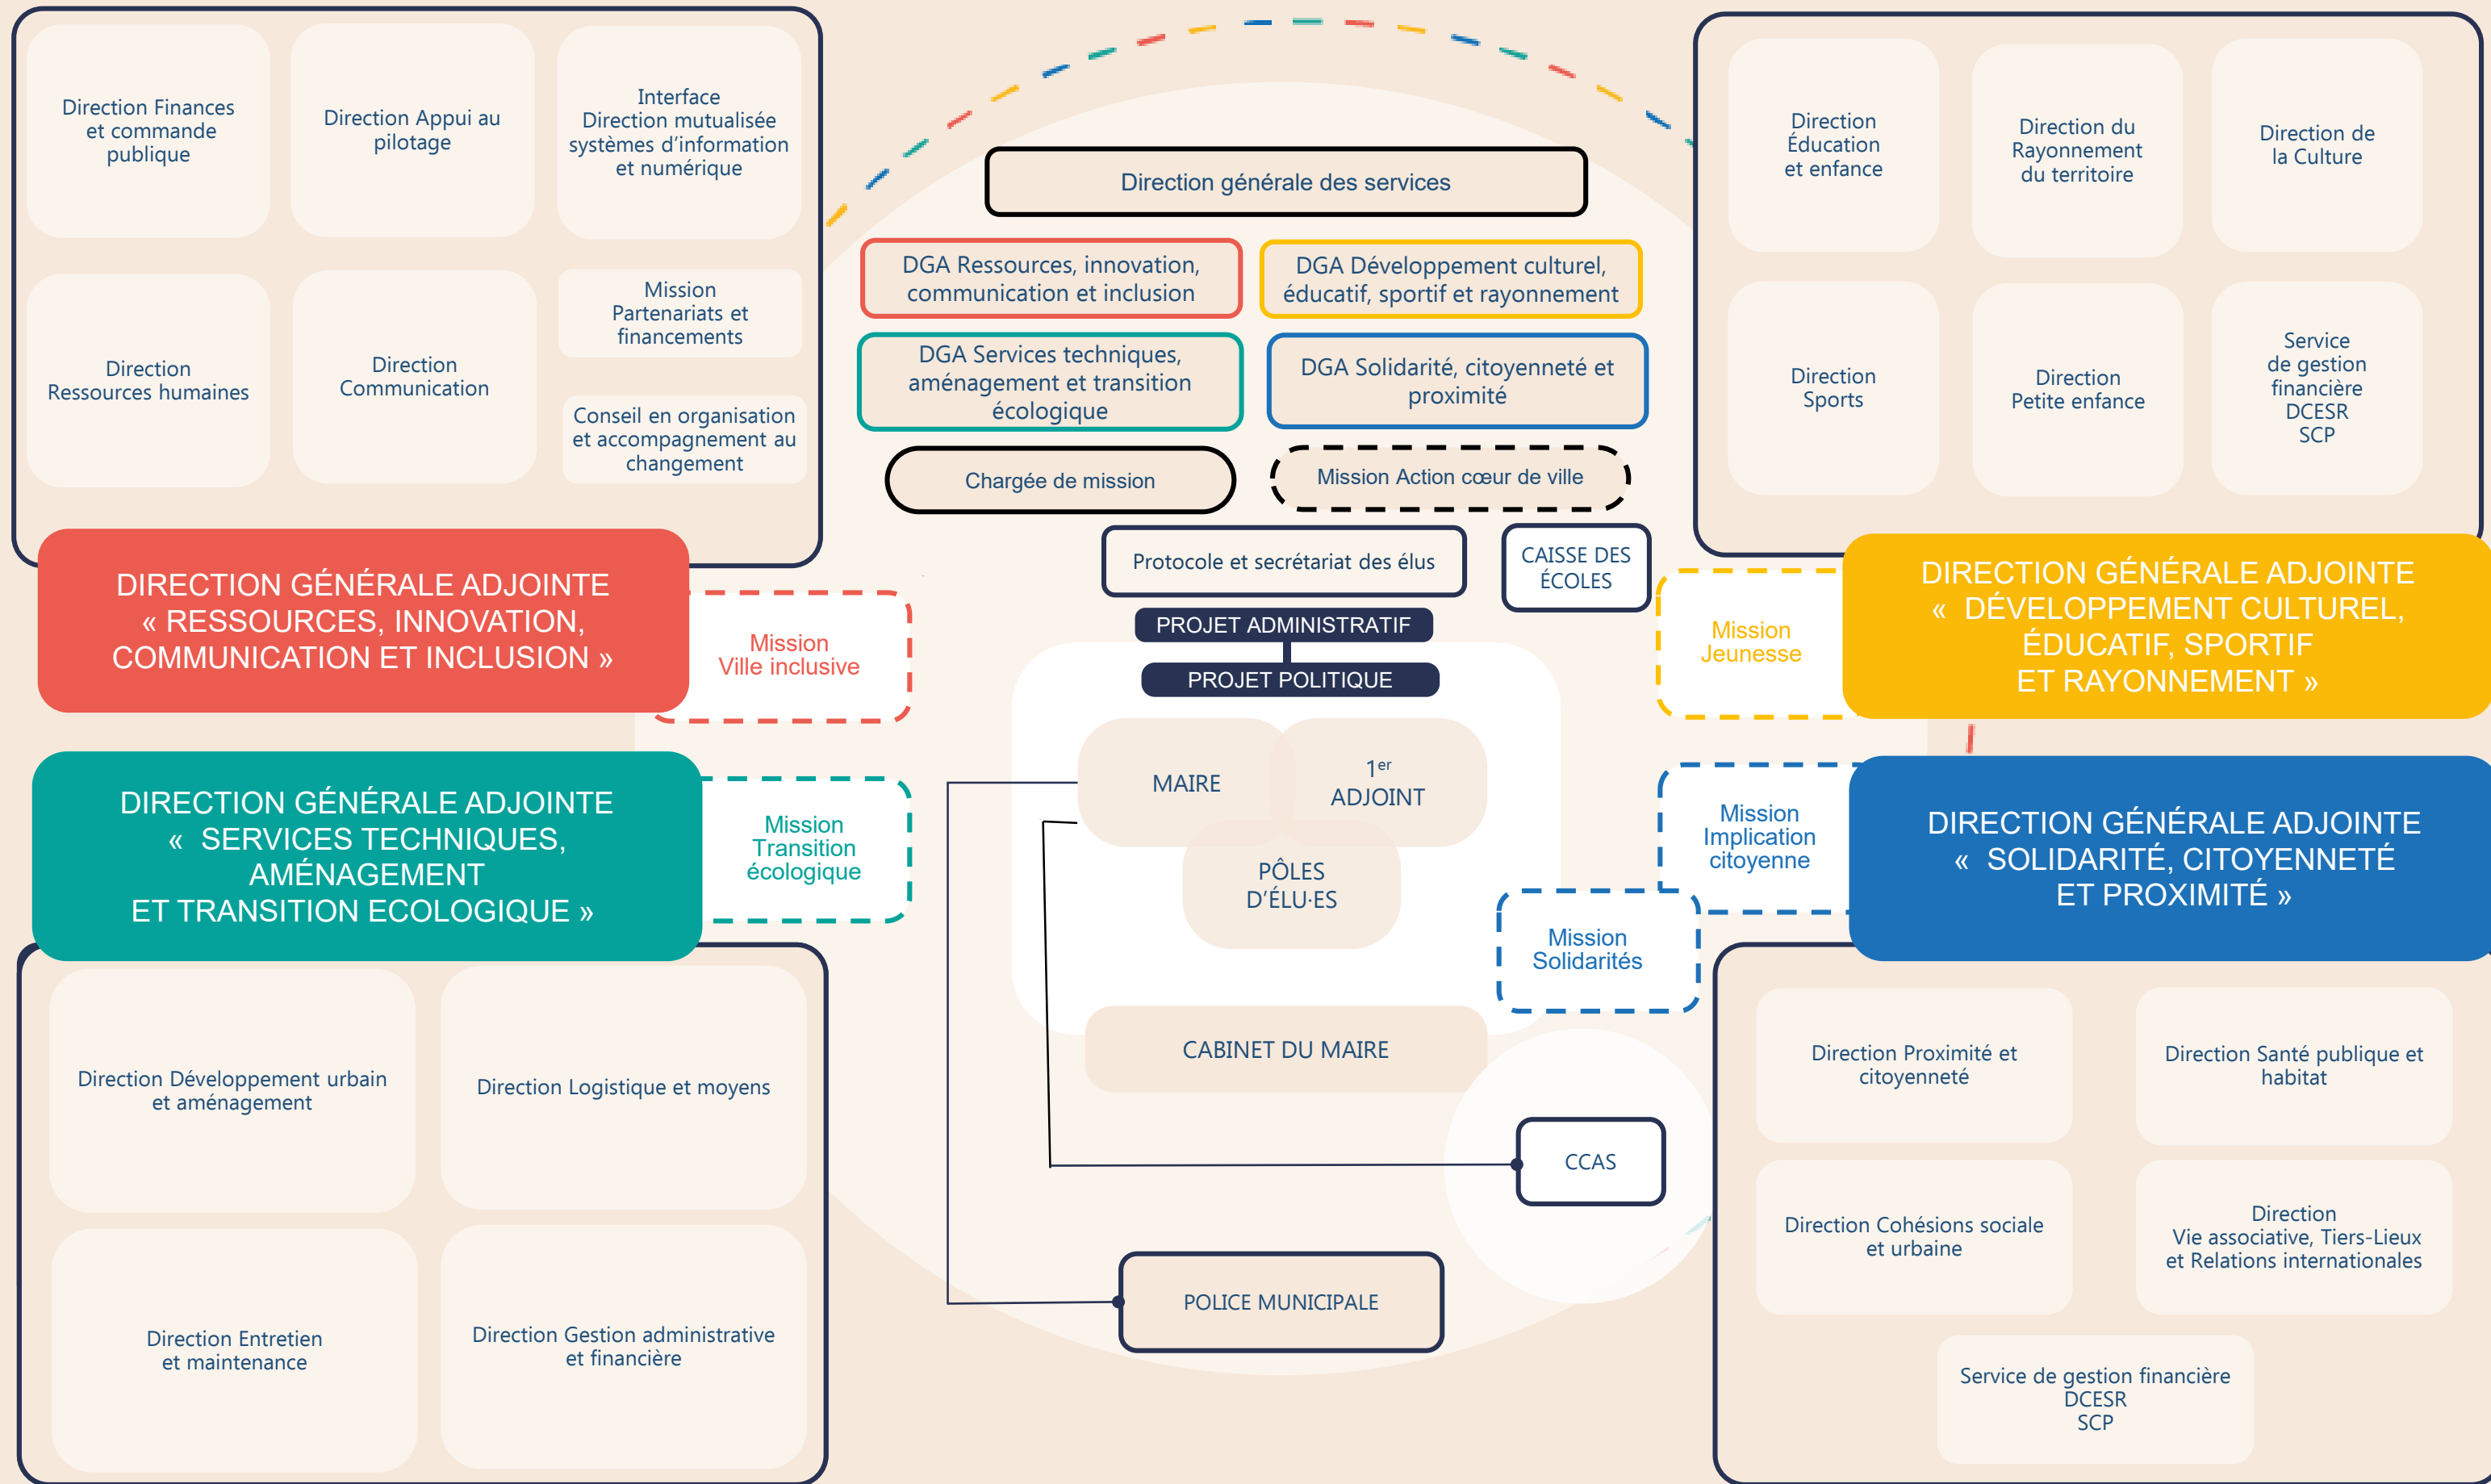 Direction Finances
et commande
publique
Direction Appui au
pilotage
Interface
Direction mutualisée
systèmes d’information
et numérique
Direction
Ressources humaines
Direction
Communication
Mission
Partenariats et
financements
Conseil en organisation
et accompagnement au
changement
DIRECTION GÉNÉRALE ADJOINTE
« RESSOURCES, INNOVATION,
COMMUNICATION ET INCLUSION »
Mission
Ville inclusive
DIRECTION GÉNÉRALE ADJOINTE
« SERVICES TECHNIQUES,
AMÉNAGEMENT
ET TRANSITION ECOLOGIQUE »
Mission
Transition
écologique
Direction Développement urbain
et aménagement
Direction Logistique et moyens
Direction Entretien
et maintenance
Direction Gestion administrative
et financière
Direction générale des services
DGA Ressources, innovation,
communication et inclusion
DGA Développement culturel,
éducatif, sportif et rayonnement
DGA Services techniques,
aménagement et transition
écologique
DGA Solidarité, citoyenneté et
proximité
Chargée de mission
Mission Action cœur de ville
Protocole et secrétariat des élus
CAISSE DES
ÉCOLES
PROJET ADMINISTRATIF
PROJET POLITIQUE
MAIRE
1er
ADJOINT
PÔLES
D’ÉLU·ES
CABINET DU MAIRE
CCAS
POLICE MUNICIPALE
Direction
Éducation
et enfance
Direction du
Rayonnement
du territoire
Direction de
la Culture
Direction
Sports
Direction
Petite enfance
Service
de gestion
financière
DCESR
SCP
Mission
Jeunesse
DIRECTION GÉNÉRALE ADJOINTE
« DÉVELOPPEMENT CULTUREL,
ÉDUCATIF, SPORTIF
ET RAYONNEMENT »
Mission
Implication
citoyenne
Mission
Solidarités
DIRECTION GÉNÉRALE ADJOINTE
« SOLIDARITÉ, CITOYENNETÉ
ET PROXIMITÉ »
Direction Proximité et
citoyenneté
Direction Santé publique et
habitat
Direction Cohésions sociale
et urbaine
Direction
Vie associative, Tiers-Lieux
et Relations internationales
Service de gestion financière
DCESR
SCP